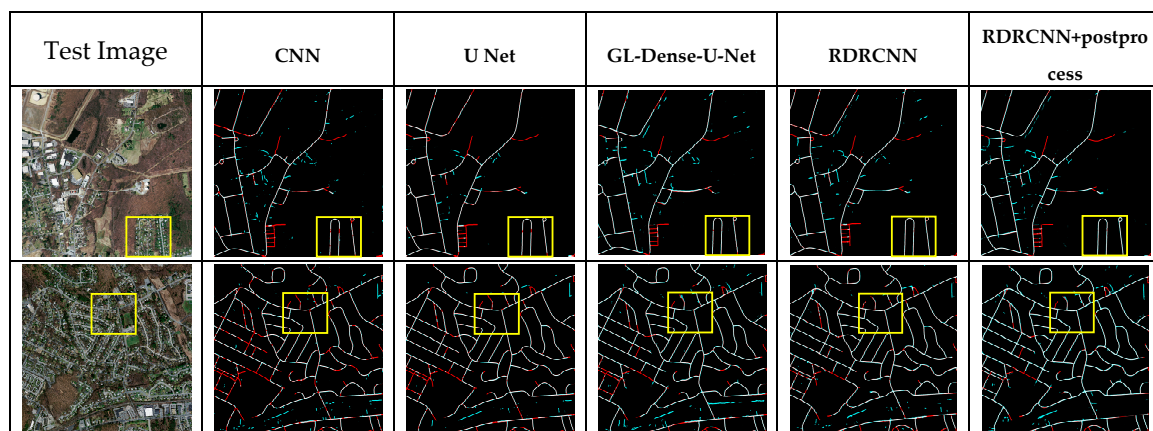 Test Image
CNN
U Net
GL-Dense-U-Net
RDRCNN
RDRCNN+postpro
cess